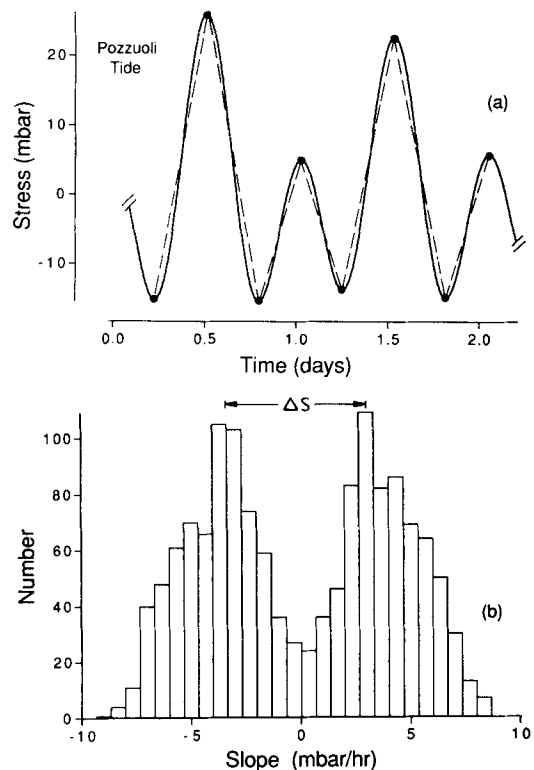 Pozzuoli
Tide
(a)
Stress (mbar)
20
10
0
-10
0.0 0.5 1.0 1.5 2.0
Time (days)
ΔS
(b)
Number
100
80
60
40
20
0
-10 -5 0 5 10
Slope (mbar/hr)